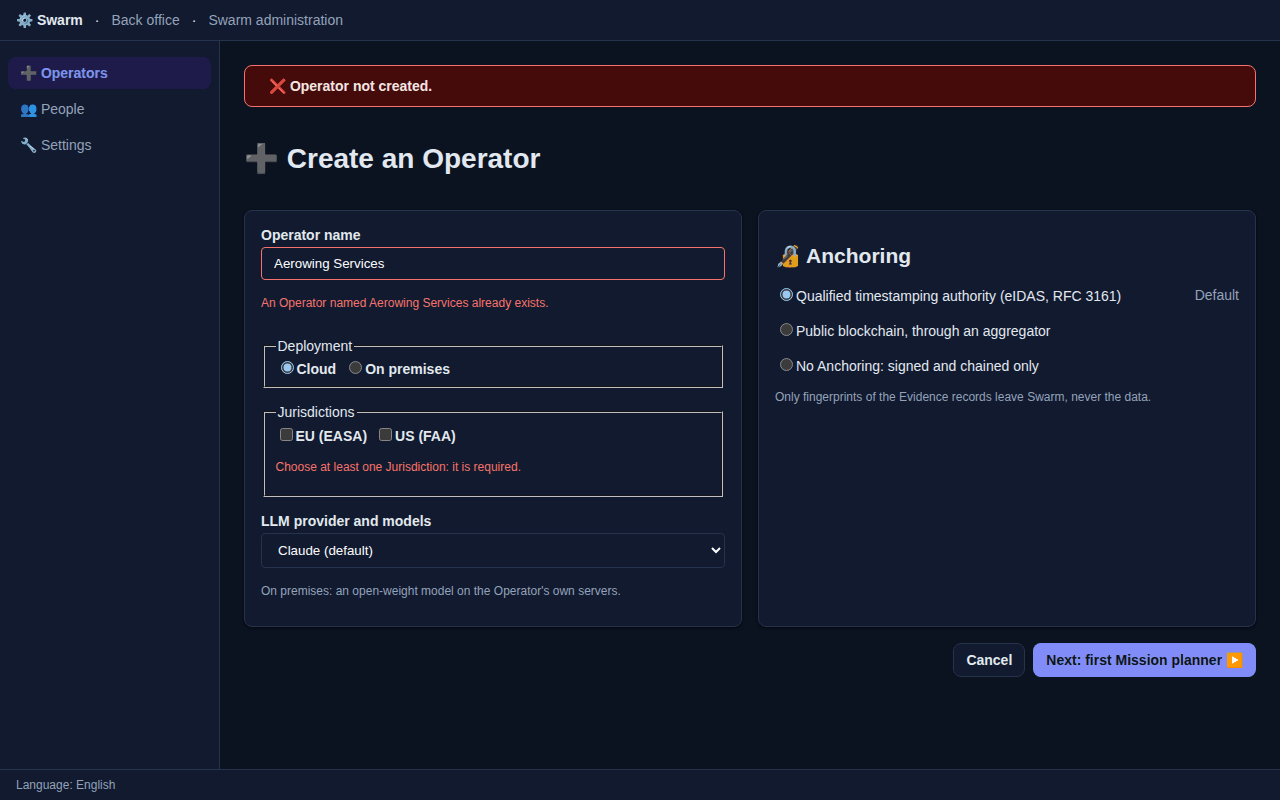 ⚙️ Swarm · Back office · Swarm administration
➕ Operators
👥 People
🔧 Settings
❌ Operator not created.
➕ Create an Operator
Operator name
Aerowing Services
An Operator named Aerowing Services already exists.
Deployment
Cloud On premises
Jurisdictions
EU (EASA) US (FAA)
Choose at least one Jurisdiction: it is required.
LLM provider and models
Claude (default)
On premises: an open-weight model on the Operator's own servers.
🔏 Anchoring
Qualified timestamping authority (eIDAS, RFC 3161) Default
Public blockchain, through an aggregator
No Anchoring: signed and chained only
Only fingerprints of the Evidence records leave Swarm, never the data.
Cancel
Next: first Mission planner ▶️
Language: English